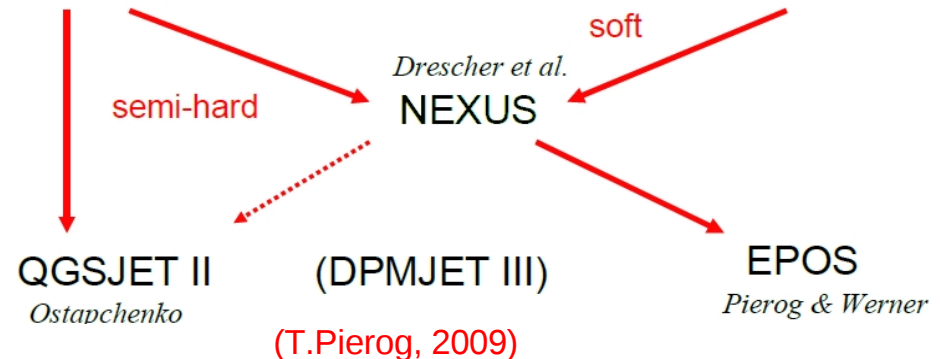 soft
Drescher et al.
semi-hard
NEXUS
QGSJET II
(DPMJET III)
EPOS
Ostapchenko
Pierog & Werner
(T.Pierog, 2009)